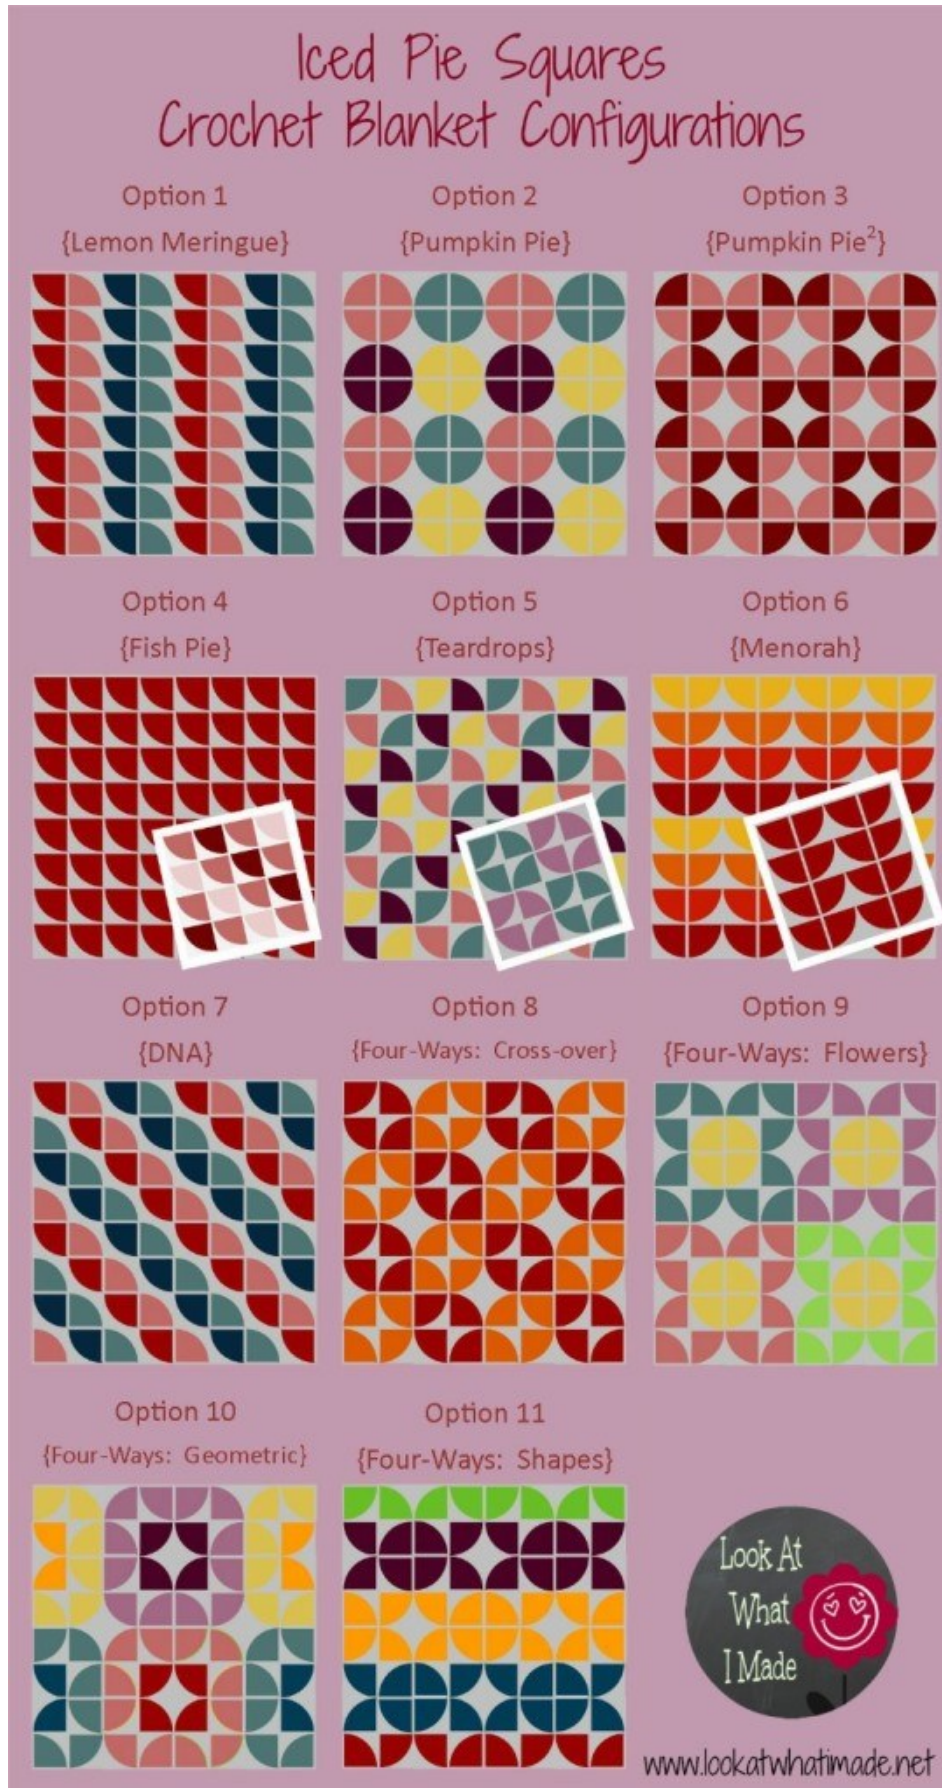 Iced Pie Squares
Crochet Blanket Configurations
Option 1
{Lemon Meringue}
Option 2
{Pumpkin Pie}
Option 3
{Pumpkin Pie²}
Option 4
{Fish Pie}
Option 5
{Teardrops}
Option 6
{Menorah}
Option 7
{DNA}
Option 8
{Four-Ways: Cross-over}
Option 9
{Four-Ways: Flowers}
Option 10
{Four-Ways: Geometric}
Option 11
{Four-Ways: Shapes}
Look At
What
I Made
www.lookatwhatimade.net